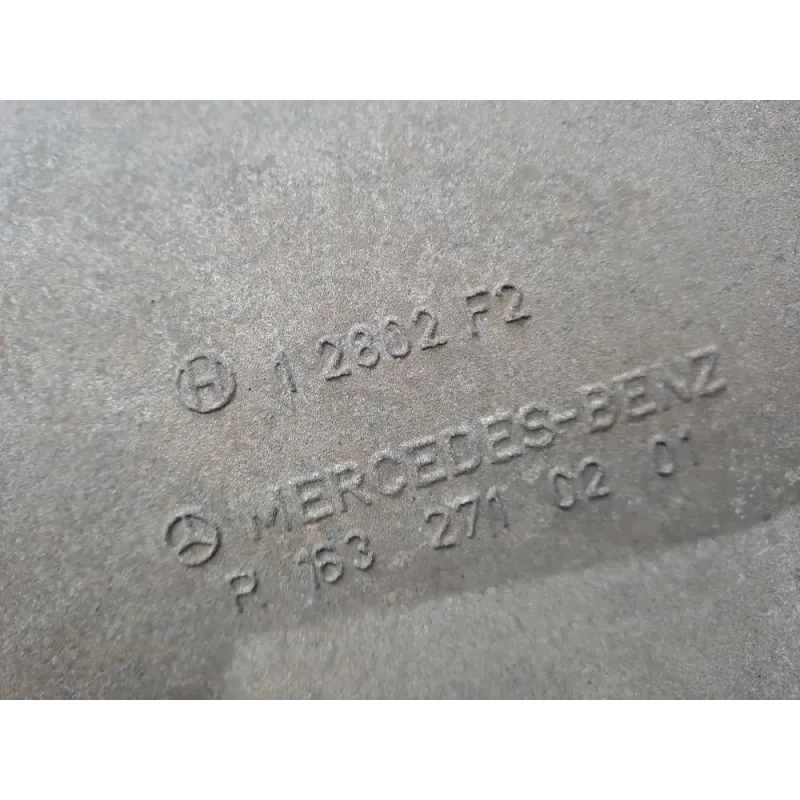 H 1 2802 F2
MERCEDES-BENZ
R. 163 271 02 01